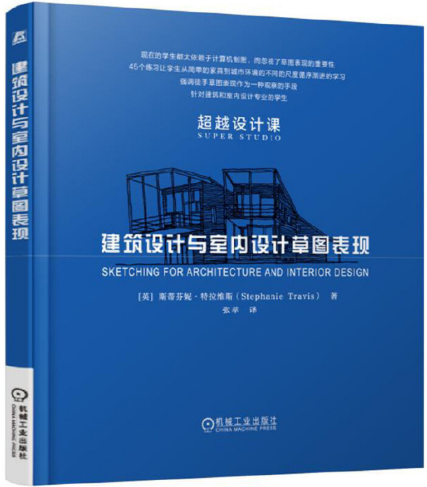 现在的学生都太依赖于计算机制图，而忽视了草图表现的重要性
45个练习让学生从简单的家具到城市环境的不同的尺度循序渐进的学习
强调徒手草图表现作为一种观察的手段
针对建筑和室内设计专业的学生
超越设计课
SUPER STUDIO
建筑设计与室内设计草图表现
SKETCHING FOR ARCHITECTURE AND INTERIOR DESIGN
[英] 斯蒂芬妮·特拉维斯(Stephanie Travis) 著
张举 译
机械工业出版社
CHINA MACHINE PRESS
建筑设计与室内设计草图表现
机械工业出版社
CHINA MACHINE PRESS